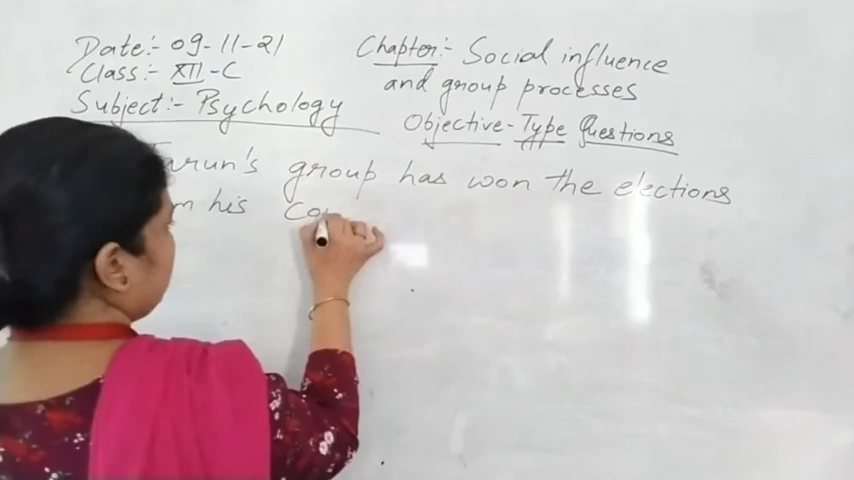 Date:- 09-11-21
Class:- XII-C
Subject:- Psychology
Chapter:- Social influence
and group processes
Objective-Type Questions
Tarun's group has won the elections
his